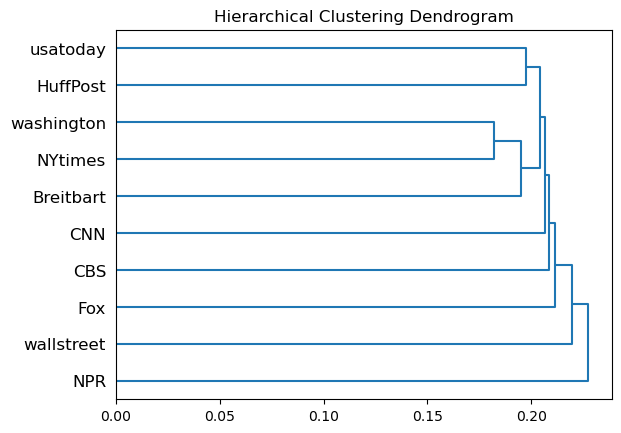 Hierarchical Clustering Dendrogram
usatoday
HuffPost
washington
NYtimes
Breitbart
CNN
CBS
Fox
wallstreet
NPR
0.00 0.05 0.10 0.15 0.20